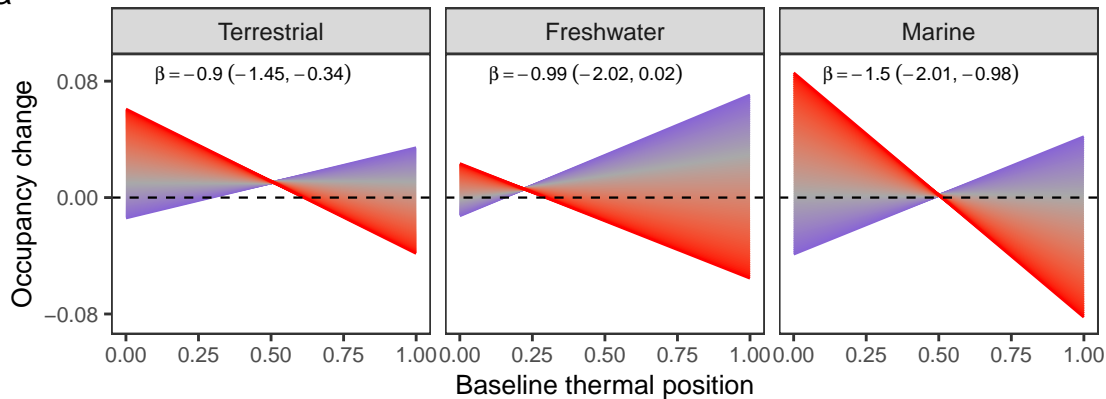 a
Terrestrial Freshwater Marine
β = −0.9 (−1.45, −0.34) β = −0.99 (−2.02, 0.02) β = −1.5 (−2.01, −0.98)
0.08
0.00
−0.08
Occupancy change
0.00 0.25 0.50 0.75 1.00 0.00 0.25 0.50 0.75 1.00 0.00 0.25 0.50 0.75 1.00
Baseline thermal position